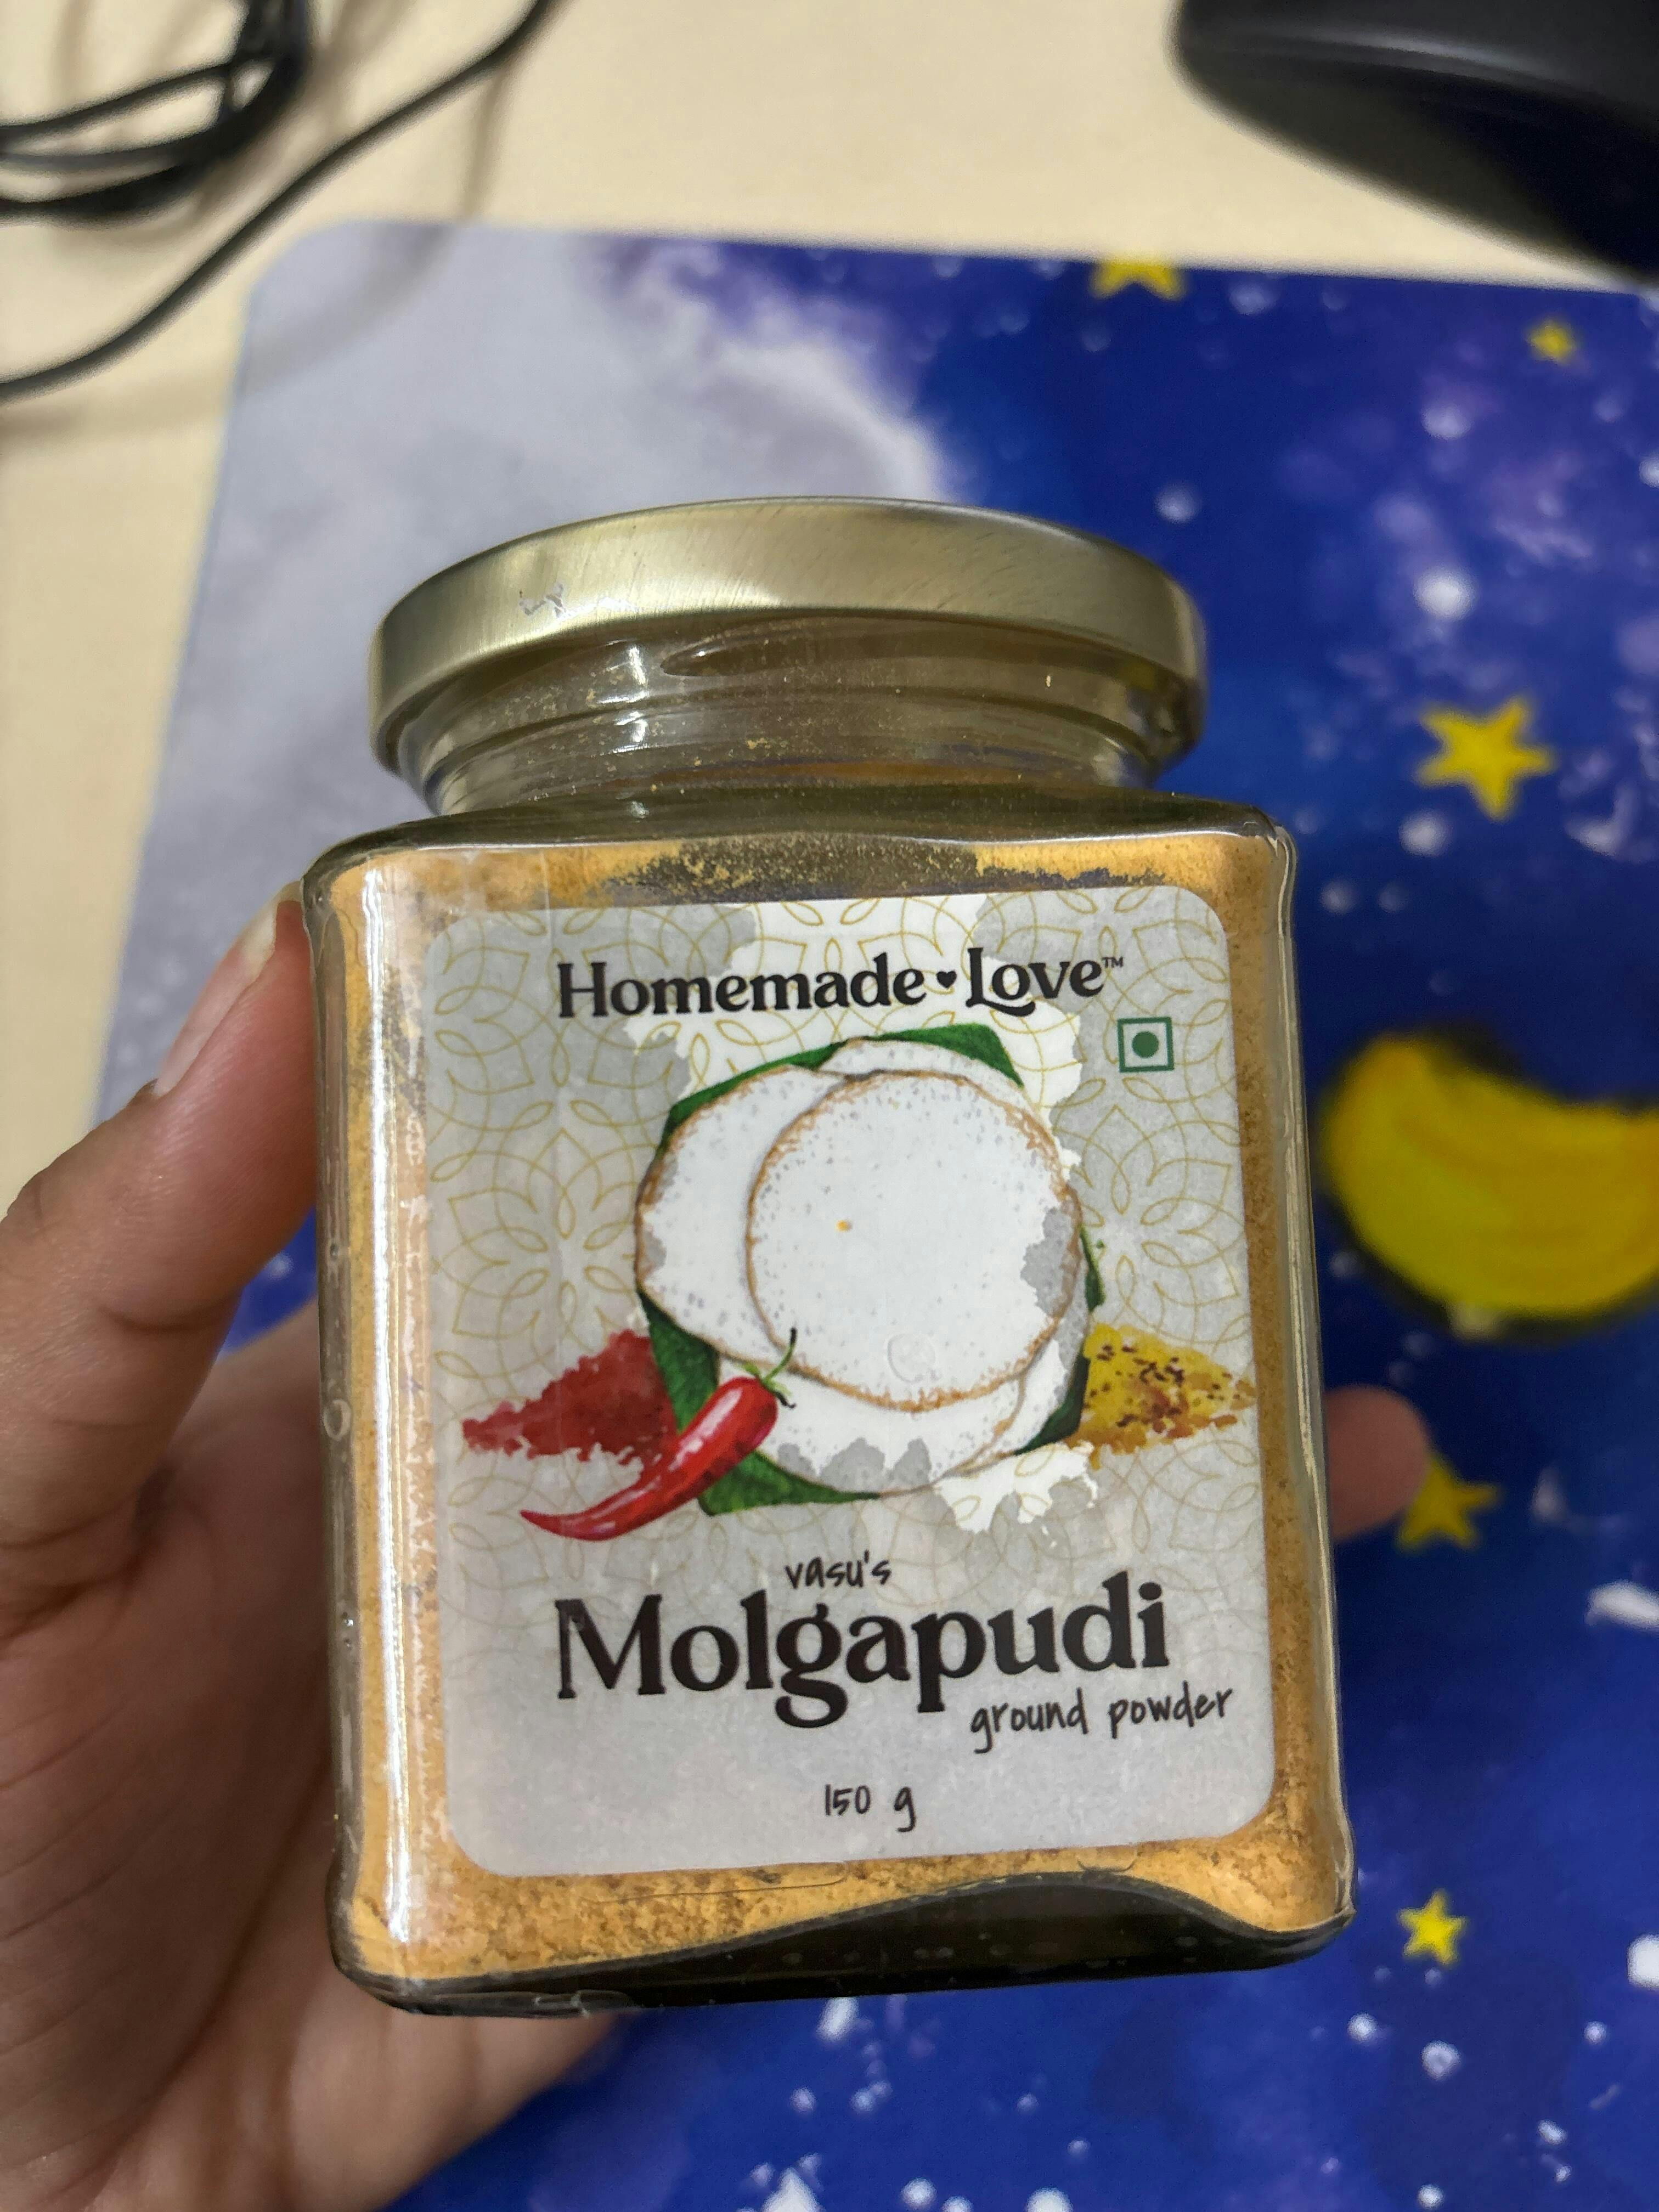 Homemade♥Love™
vasu's
Molgapudi
ground powder
150 g